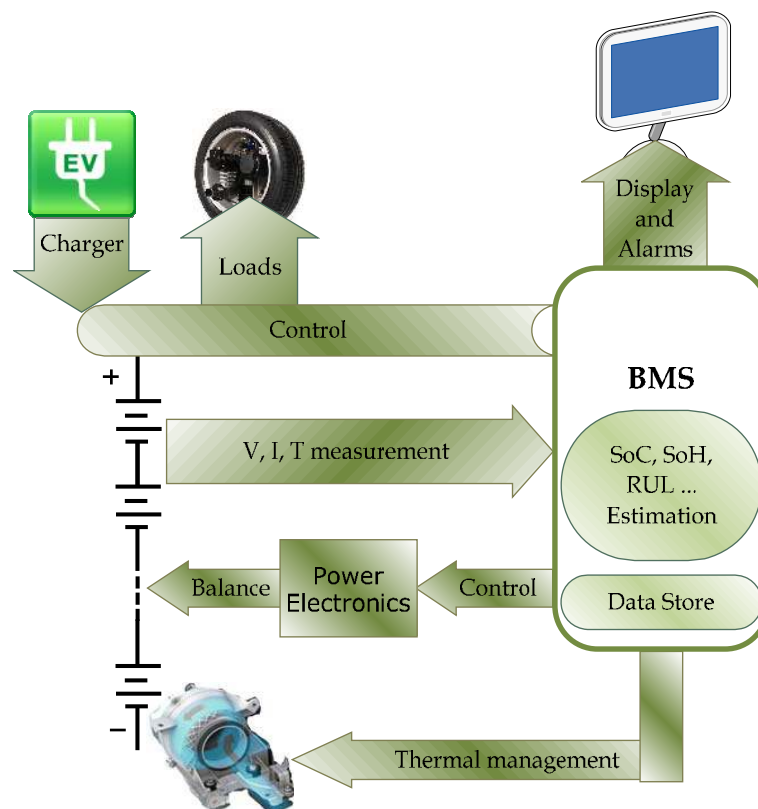 EV
Charger
Loads
Display
and
Alarms
Control
+
BMS
V, I, T measurement
SoC, SoH,
RUL ...
Estimation
Balance
Power
Electronics
Control
Data Store
−
Thermal management